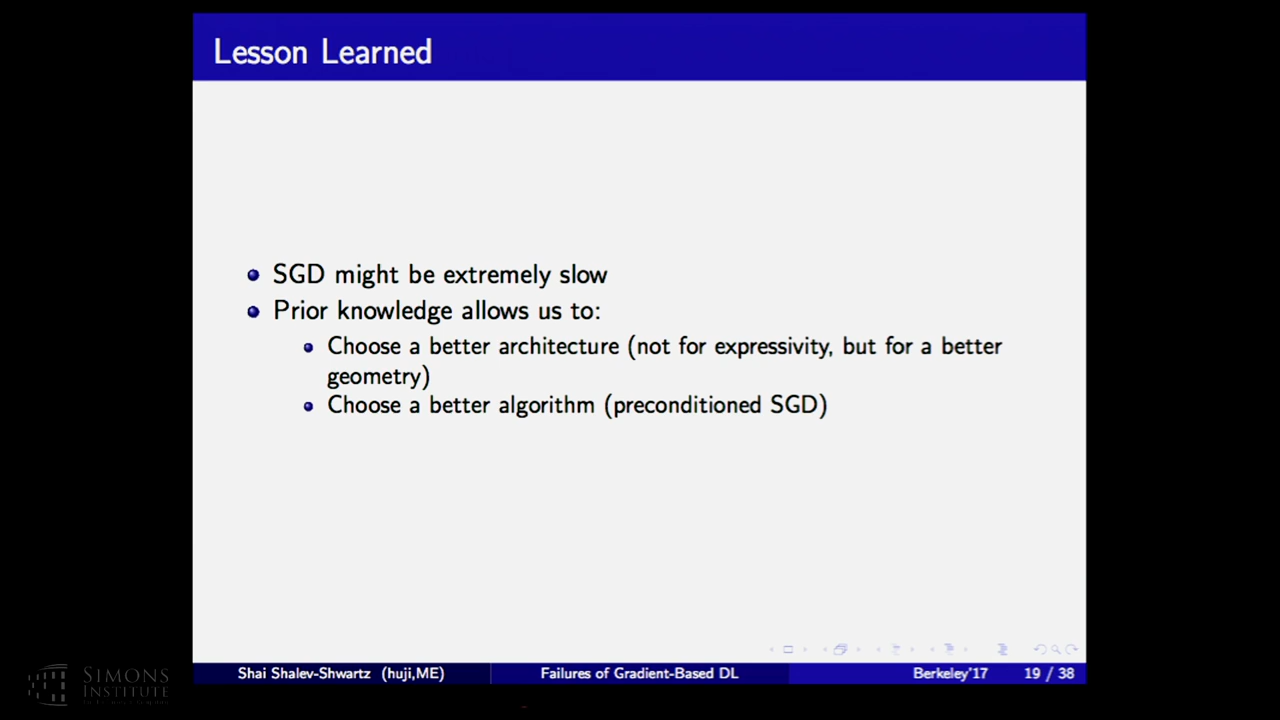 Lesson Learned
SGD might be extremely slow
Prior knowledge allows us to:
Choose a better architecture (not for expressivity, but for a better
geometry)
Choose a better algorithm (preconditioned SGD)
Shai Shalev-Shwartz (huji,ME)
Failures of Gradient-Based DL
Berkeley'17
19 / 38
SIMONS
INSTITUTE